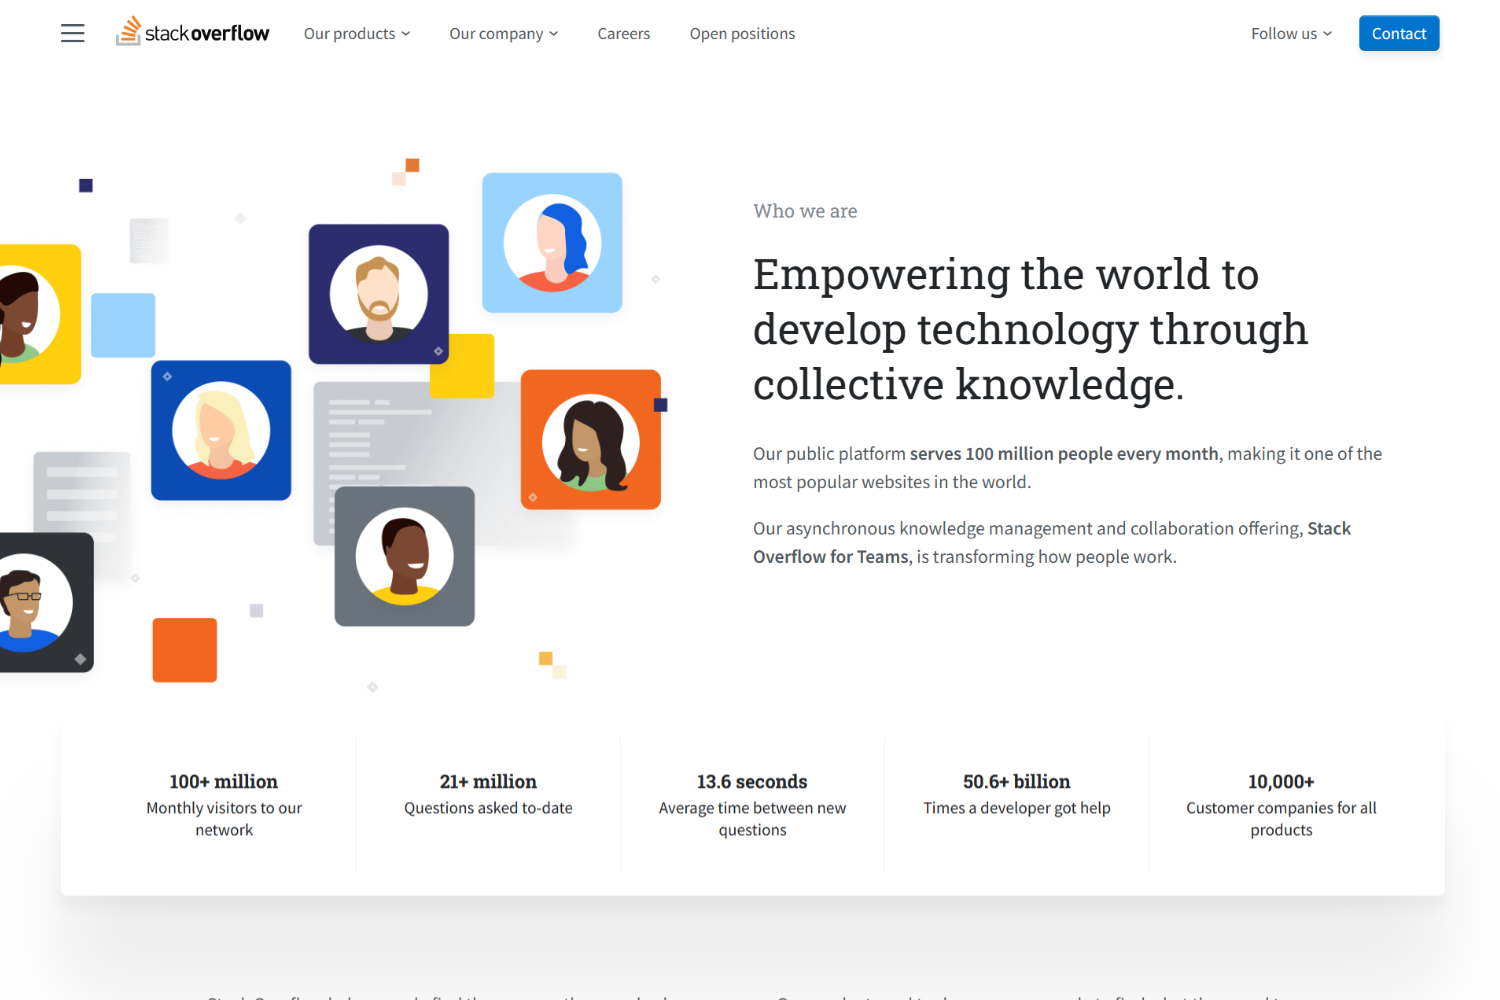 stackoverflow
Our products
Our company
Careers
Open positions
Follow us
Contact
Who we are
Empowering the world to
develop technology through
collective knowledge.
Our public platform serves 100 million people every month, making it one of the
most popular websites in the world.
Our asynchronous knowledge management and collaboration offering, Stack
Overflow for Teams, is transforming how people work.
100+ million
Monthly visitors to our
network
21+ million
Questions asked to-date
13.6 seconds
Average time between new
questions
50.6+ billion
Times a developer got help
10,000+
Customer companies for all
products